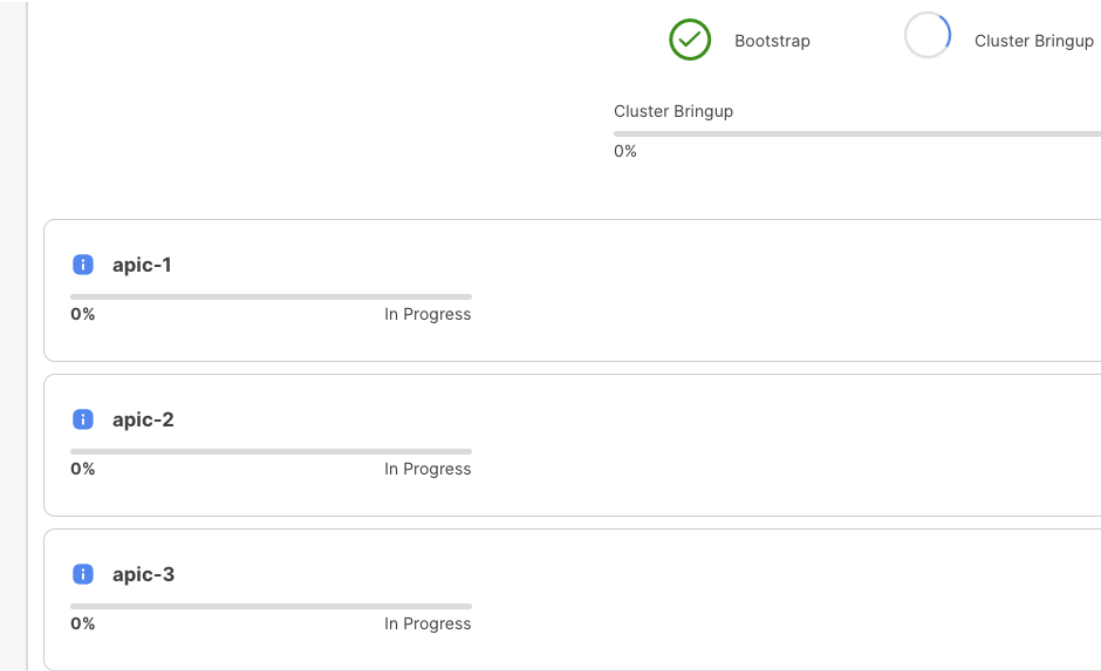 Bootstrap
Cluster Bringup
Cluster Bringup
0%
apic-1
0% In Progress
apic-2
0% In Progress
apic-3
0% In Progress